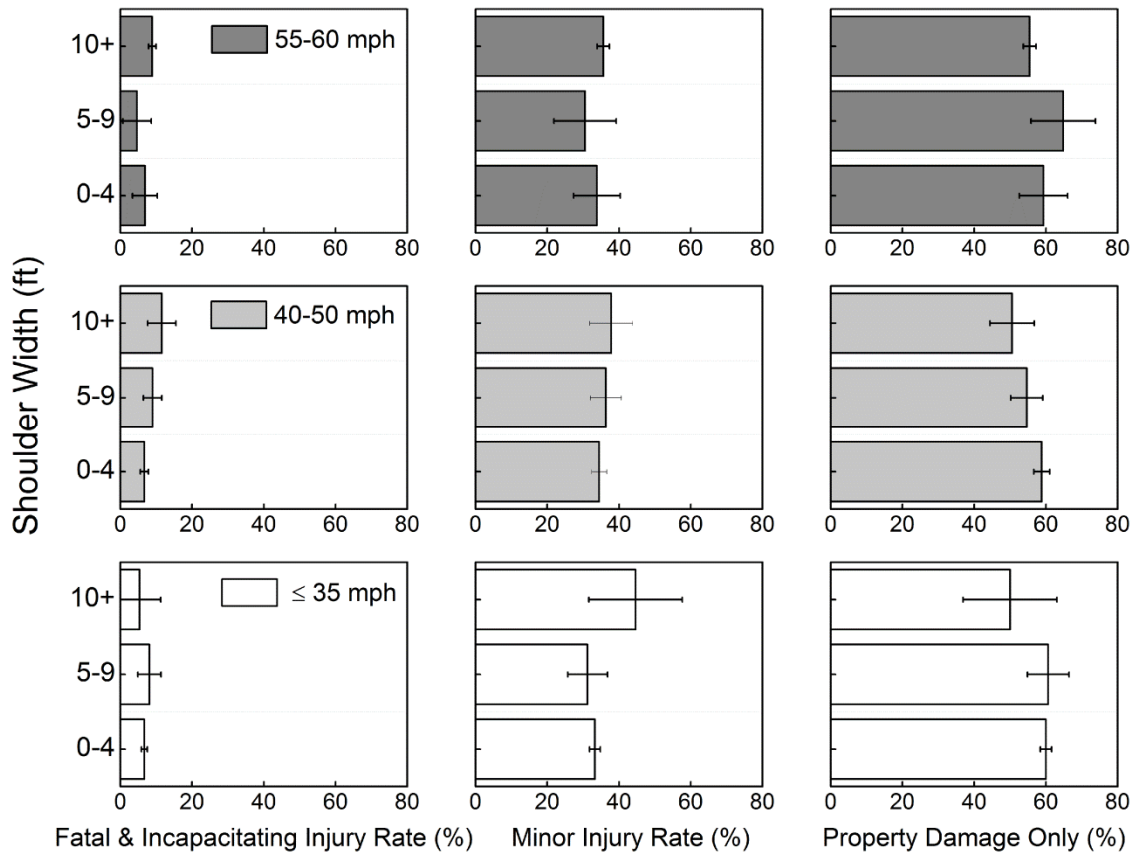 10+
5-9
0-4
55-60 mph
0 20 40 60 80
0 20 40 60 80
0 20 40 60 80
Shoulder Width (ft)
10+
5-9
0-4
40-50 mph
0 20 40 60 80
0 20 40 60 80
0 20 40 60 80
10+
5-9
0-4
≤ 35 mph
0 20 40 60 80
0 20 40 60 80
0 20 40 60 80
Fatal & Incapacitating Injury Rate (%)
Minor Injury Rate (%)
Property Damage Only (%)